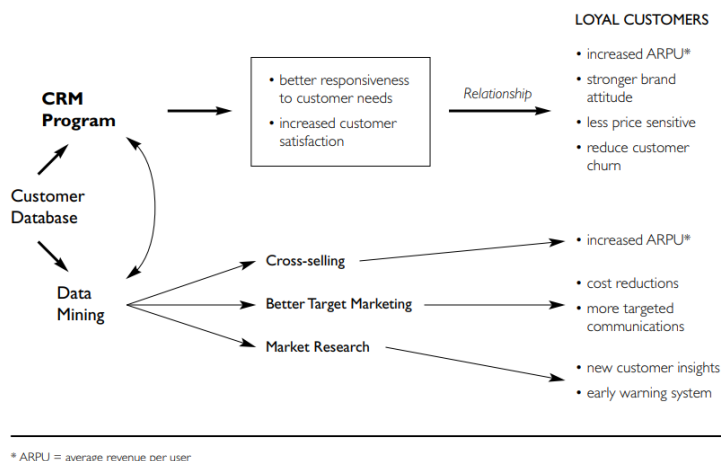 LOYAL CUSTOMERS
• increased ARPU*
• stronger brand
attitude
• less price sensitive
• reduce customer
churn
CRM
Program
• better responsiveness
to customer needs
• increased customer
satisfaction
Relationship
Customer
Database
Data
Mining
Cross-selling
• increased ARPU*
Better Target Marketing
• cost reductions
• more targeted
communications
Market Research
• new customer insights
• early warning system
* ARPU = average revenue per user